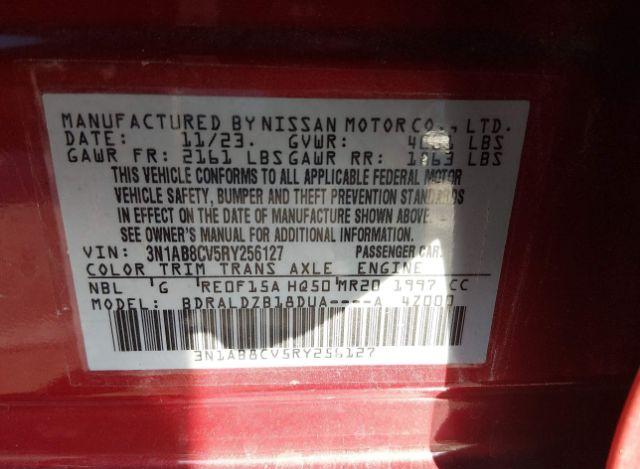 MANUFACTURED BY NISSAN MOTOR CO., LTD.
DATE: 11/23. GVWR: LBS
GAWR FR: 2161 LBS GAWR RR: LBS
THIS VEHICLE CONFORMS TO ALL APPLICABLE FEDERAL MOTOR
VEHICLE SAFETY, BUMPER AND THEFT PREVENTION STANDARDS
IN EFFECT ON THE DATE OF MANUFACTURE SHOWN ABOVE.
SEE OWNER'S MANUAL FOR ADDITIONAL INFORMATION
VIN: 3N1AB8CV5RY256127 PASSENGER CAR
COLOR TRIM TRANS AXLE ENGINE
NBL G RE0F15A HQ50 MR20 1997 CC
MODEL: BDRALDZB18DUA----A 4Z000
3N1AB8CV5RY256127